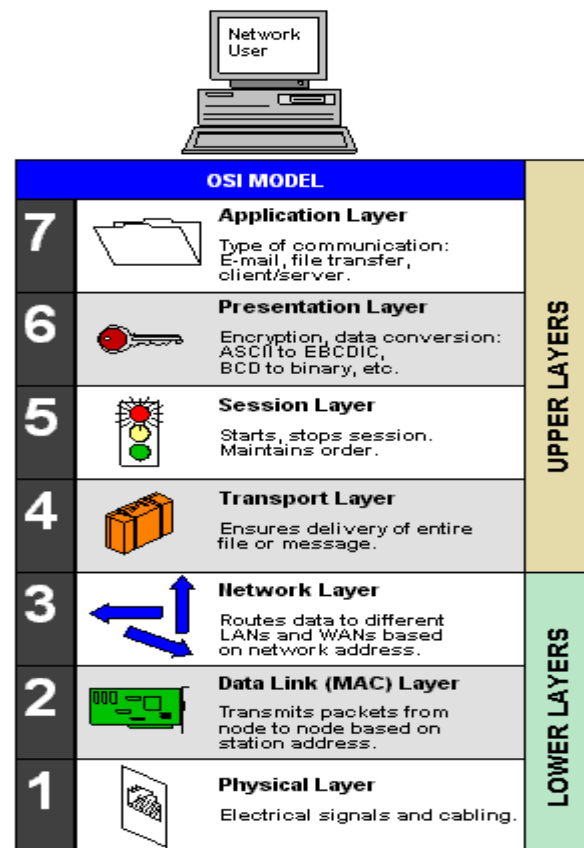 Network
User
OSI MODEL
7
Application Layer
Type of communication:
E-mail, file transfer,
client/server.
6
Presentation Layer
Encryption, data conversion:
ASCII to EBCDIC,
BCD to binary, etc.
5
Session Layer
Starts, stops session.
Maintains order.
4
Transport Layer
Ensures delivery of entire
file or message.
UPPER LAYERS
3
Network Layer
Routes data to different
LANs and WANs based
on network address.
2
Data Link (MAC) Layer
Transmits packets from
node to node based on
station address.
1
Physical Layer
Electrical signals and cabling.
LOWER LAYERS